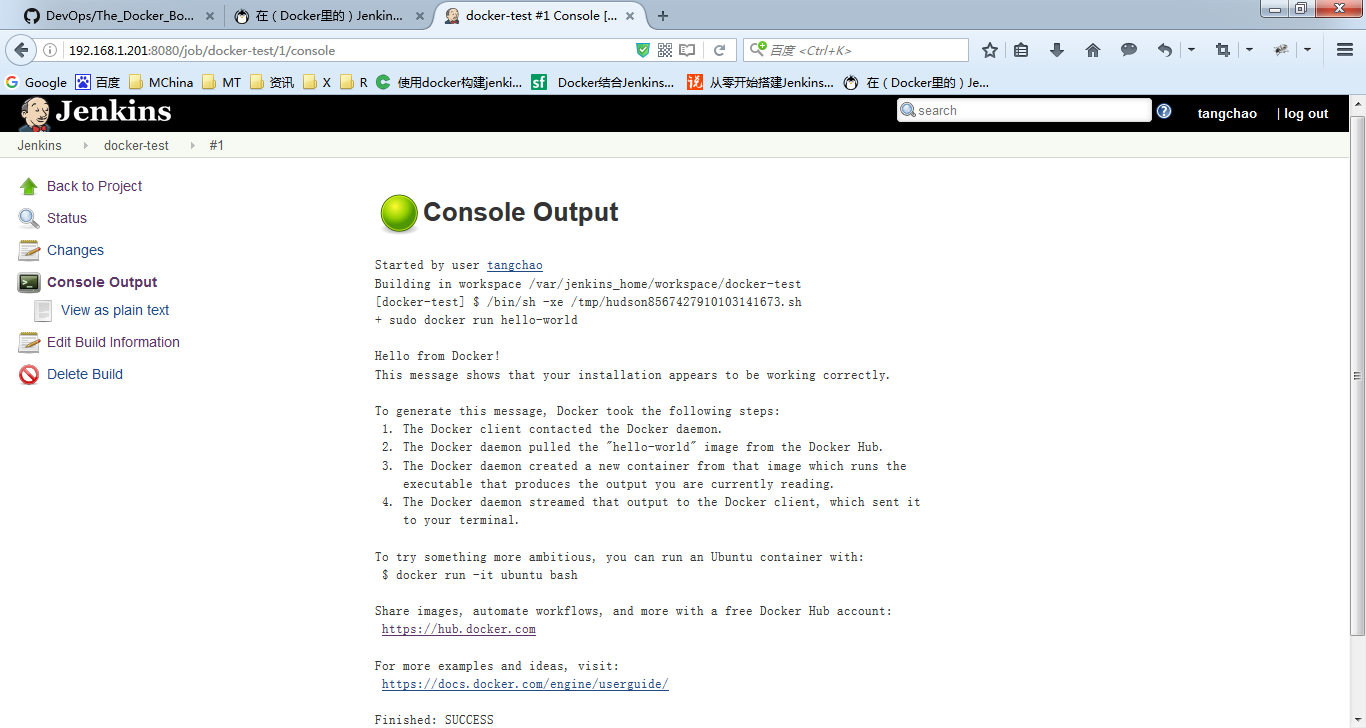 DevOps/The_Docker_Bo...
在（Docker里的）Jenkin...
docker-test #1 Console [...
192.168.1.201:8080/job/docker-test/1/console
百度 <Ctrl+K>
Google
百度
MChina
MT
资讯
X
R
使用docker构建jenki...
sf
Docker结合Jenkins...
从零开始搭建Jenkins...
在（Docker里的）Je...
Jenkins
search
tangchao
| log out
Jenkins
docker-test
#1
Back to Project
Status
Changes
Console Output
View as plain text
Edit Build Information
Delete Build
Console Output
Started by user tangchao
Building in workspace /var/jenkins_home/workspace/docker-test
[docker-test] $ /bin/sh -xe /tmp/hudson8567427910103141673.sh
+ sudo docker run hello-world
Hello from Docker!
This message shows that your installation appears to be working correctly.
To generate this message, Docker took the following steps:
1. The Docker client contacted the Docker daemon.
2. The Docker daemon pulled the "hello-world" image from the Docker Hub.
3. The Docker daemon created a new container from that image which runs the
executable that produces the output you are currently reading.
4. The Docker daemon streamed that output to the Docker client, which sent it
to your terminal.
To try something more ambitious, you can run an Ubuntu container with:
$ docker run -it ubuntu bash
Share images, automate workflows, and more with a free Docker Hub account:
https://hub.docker.com
For more examples and ideas, visit:
https://docs.docker.com/engine/userguide/
Finished: SUCCESS